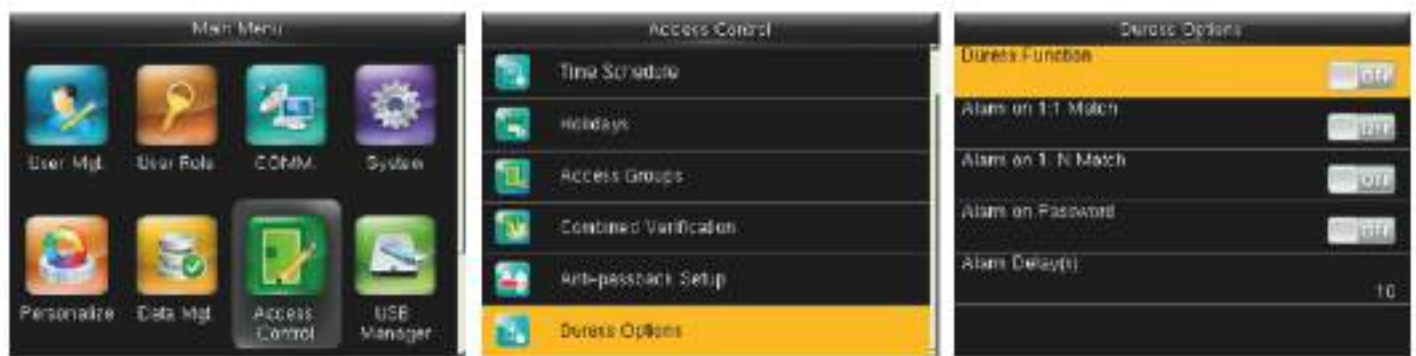 Main Menu
User Mgt.
User Role
COMM.
System
Personalize
Data Mgt.
Access
Control
USB
Manager
Access Control
Time Schedule
Holidays
Access Groups
Combined Verification
Anti-passback Setup
Duress Options
Duress Options
Duress Function
OFF
Alarm on 1:1 Match
OFF
Alarm on 1: N Match
OFF
Alarm on Password
OFF
Alarm Delay(s)
10